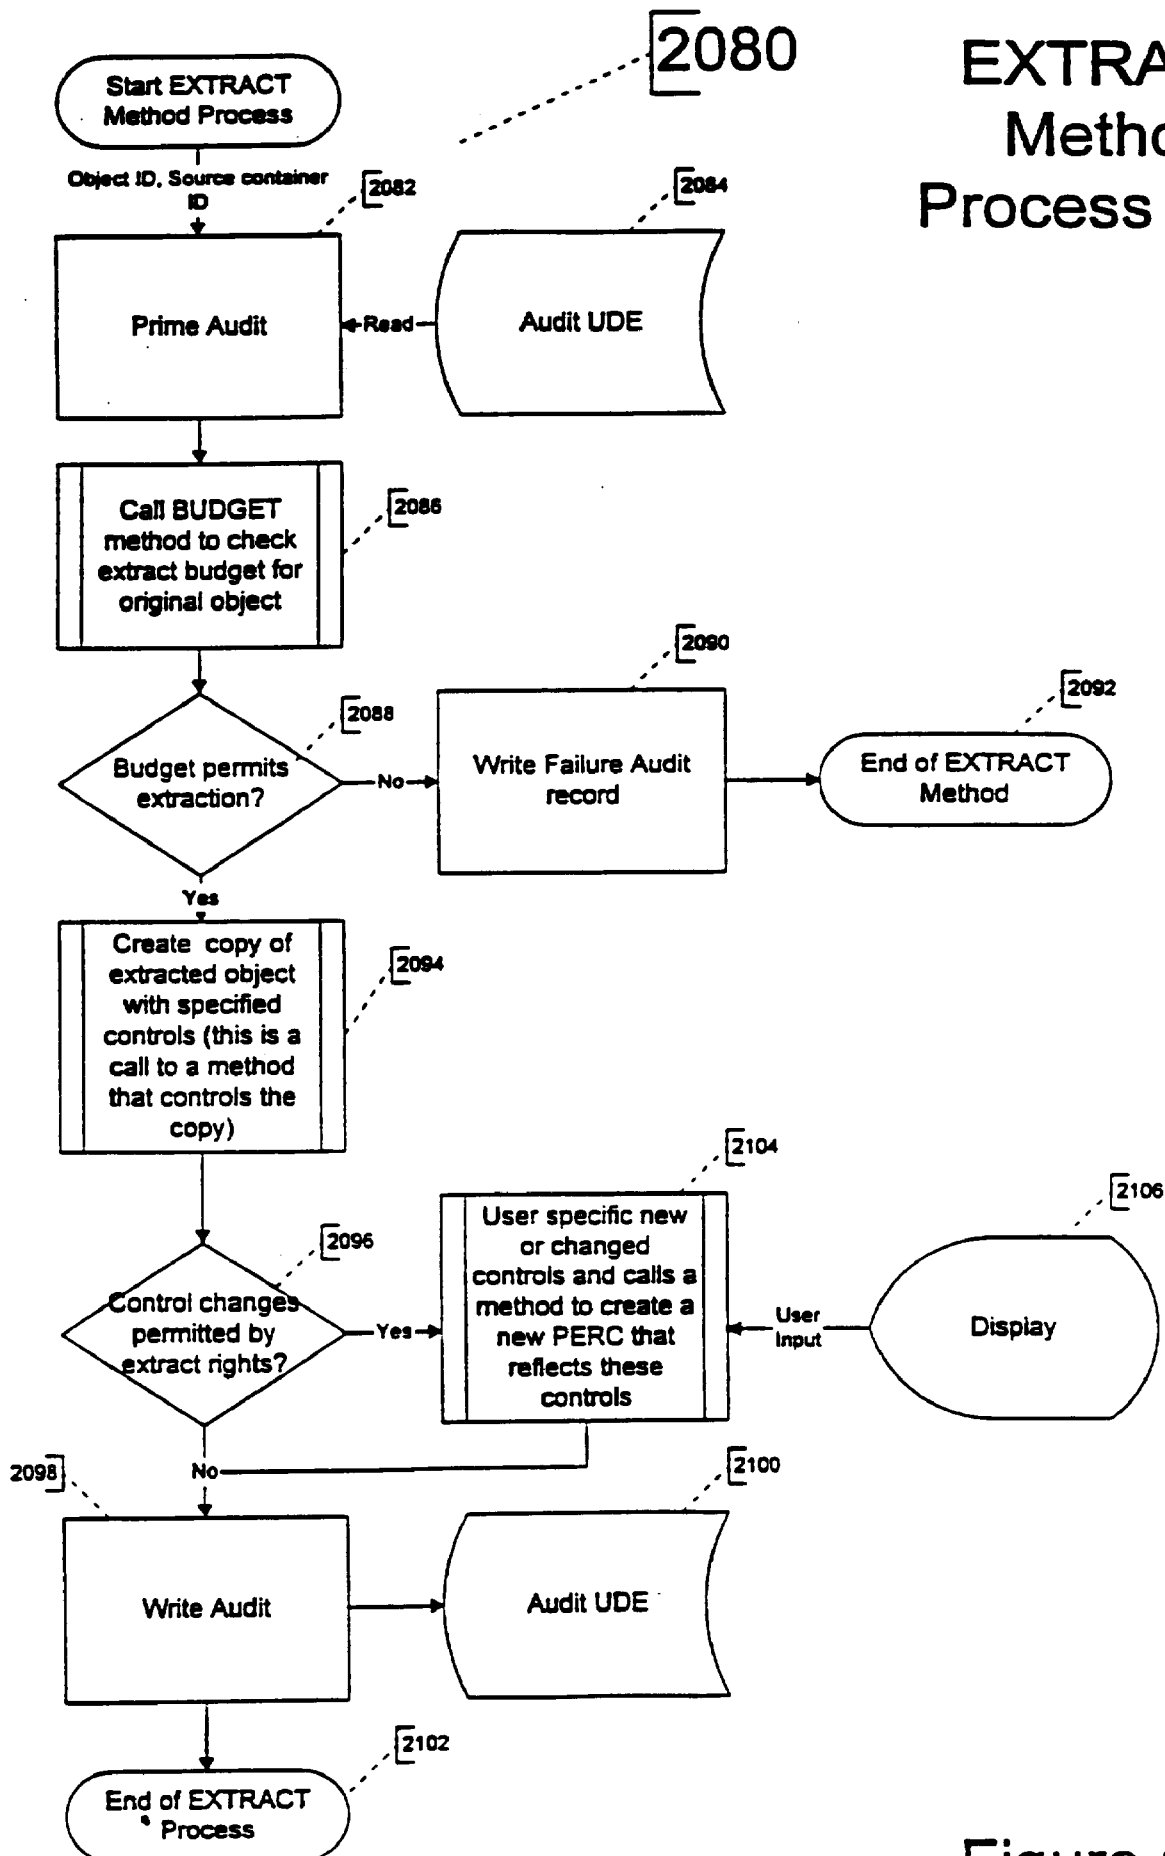 2080
EXTRA
Metho
Process
Start EXTRACT
Method Process
Object ID, Source container
ID
2082
2084
Prime Audit
Read
Audit UDE
Call BUDGET
method to check
extract budget for
original object
2086
2090
2092
2088
Budget permits
extraction?
No
Write Failure Audit
record
End of EXTRACT
Method
Yes
Create copy of
extracted object
with specified
controls (this is a
call to a method
that controls the
copy)
2094
2104
2106
2096
Control changes
permitted by
extract rights?
Yes
User specific new
or changed
controls and calls a
method to create a
new PERC that
reflects these
controls
User
Input
Display
No
2098
2100
Write Audit
Audit UDE
2102
End of EXTRACT
Process
Figure